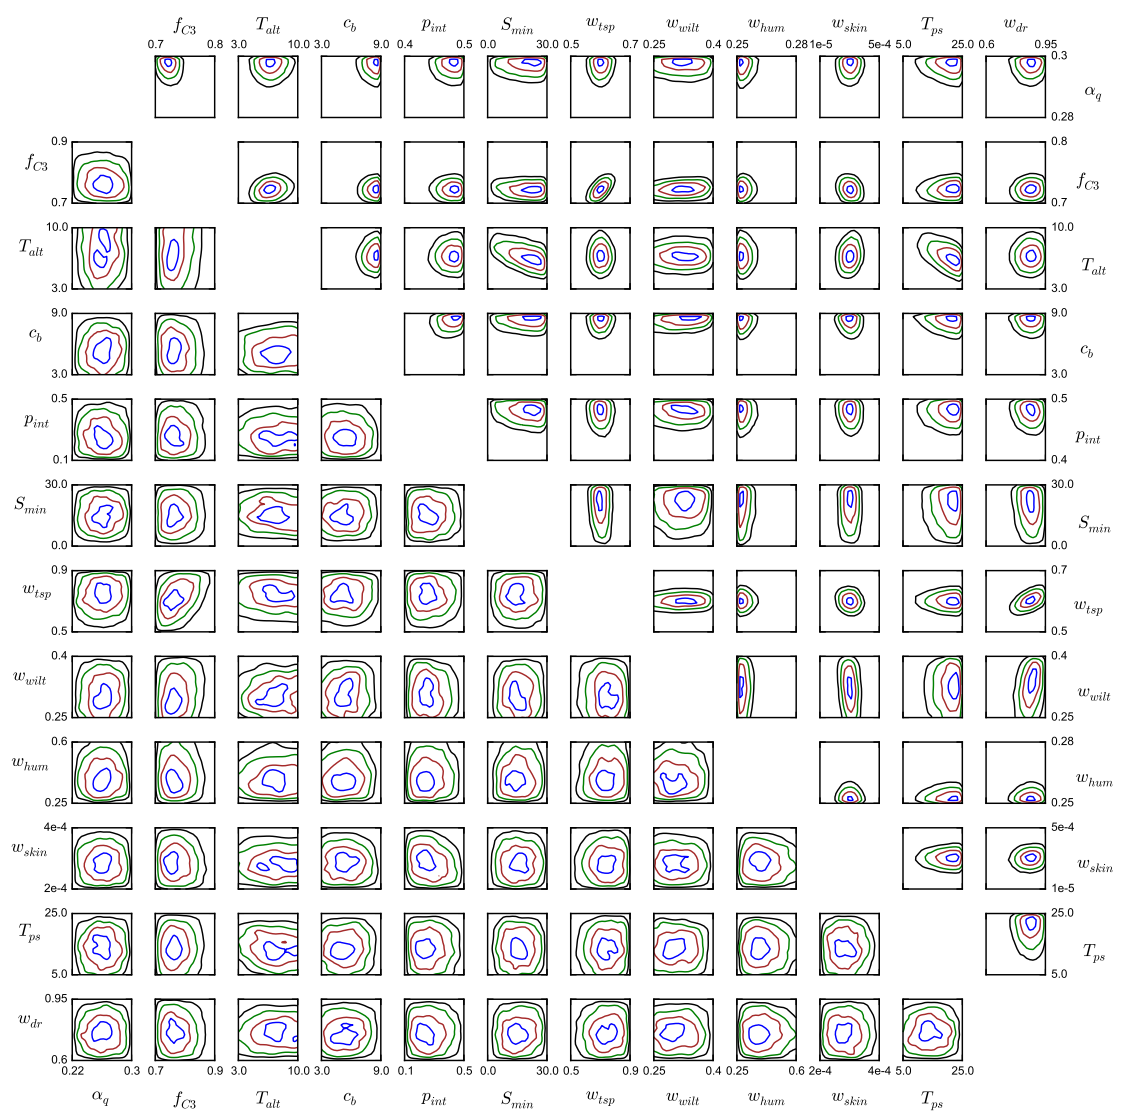 f_C3 T_alt c_b p_int S_min w_tsp w_wilt w_hum w_skin T_ps w_dr
0.7 0.8 3.0 10.0 3.0 9.0 0.4 0.5 0.0 30.0 0.5 0.7 0.25 0.4 0.25 0.28 1e-5 5e-4 5.0 25.0 0.6 0.95
0.3
α_q
0.28
0.9 0.8
f_C3 f_C3
0.7 0.7
10.0 10.0
T_alt T_alt
3.0 3.0
9.0 9.0
c_b c_b
3.0 3.0
0.5 0.5
p_int p_int
0.1 0.4
30.0 30.0
S_min S_min
0.0 0.0
0.9 0.7
w_tsp w_tsp
0.5 0.5
0.4 0.4
w_wilt w_wilt
0.25 0.25
0.6 0.28
w_hum w_hum
0.25 0.25
4e-4 5e-4
w_skin w_skin
2e-4 1e-5
25.0 25.0
T_ps T_ps
5.0 5.0
0.95
w_dr
0.6
0.22 0.3 0.7 0.9 3.0 10.0 3.0 9.0 0.1 0.5 0.0 30.0 0.5 0.9 0.25 0.4 0.25 0.6 2e-4 4e-4 5.0 25.0
α_q f_C3 T_alt c_b p_int S_min w_tsp w_wilt w_hum w_skin T_ps